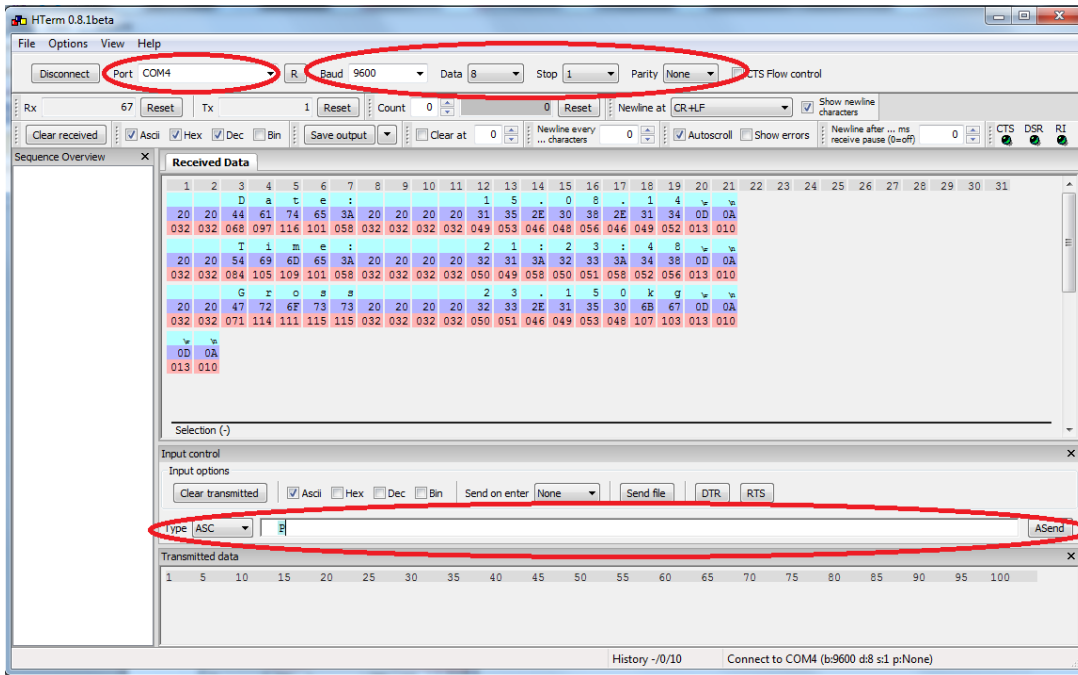 HTerm 0.8.1beta
File Options View Help
Disconnect Port COM4 R Baud 9600 Data 8 Stop 1 Parity None CTS Flow control
Rx 67 Reset Tx 1 Reset Count 0 0 Reset Newline at CR+LF Show newline characters
Clear received Ascii Hex Dec Bin Save output Clear at 0 Newline every ... characters 0 Autoscroll Show errors Newline after ... ms receive pause (0=off) 0 CTS DSR RI
Sequence Overview X Received Data
1 2 3 4 5 6 7 8 9 10 11 12 13 14 15 16 17 18 19 20 21 22 23 24 25 26 27 28 29 30 31
D a t e : 1 5 . 0 8 . 1 4 \r \n
20 20 44 61 74 65 3A 20 20 20 20 31 35 2E 30 38 2E 31 34 0D 0A
032 032 068 097 116 101 058 032 032 032 032 049 053 046 048 056 046 049 052 013 010
T i m e : 2 1 : 2 3 : 4 8 \r \n
20 20 54 69 6D 65 3A 20 20 20 20 32 31 3A 32 33 3A 34 38 0D 0A
032 032 084 105 109 101 058 032 032 032 032 050 049 058 050 051 058 052 056 013 010
G r o s s 2 3 . 1 5 0 k g \r \n
20 20 47 72 6F 73 73 20 20 20 20 32 33 2E 31 35 30 6B 67 0D 0A
032 032 071 114 111 115 115 032 032 032 032 050 051 046 049 053 048 107 103 013 010
\r \n
0D 0A
013 010
Selection (-)
Input control X
Input options
Clear transmitted Ascii Hex Dec Bin Send on enter None Send file DTR RTS
Type ASC P ASend
Transmitted data X
1 5 10 15 20 25 30 35 40 45 50 55 60 65 70 75 80 85 90 95 100
History -/0/10 Connect to COM4 (b:9600 d:8 s:1 p:None)